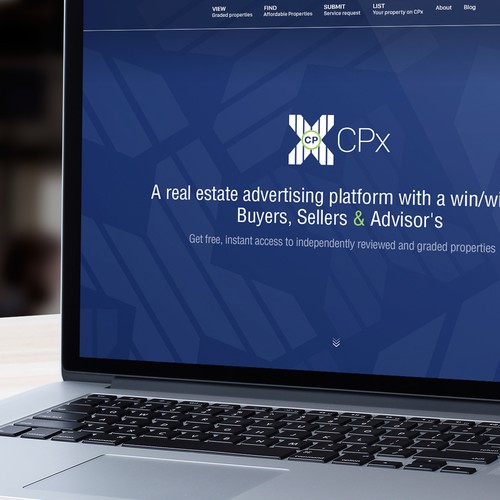 VIEW FIND SUBMIT LIST About Blog
Graded properties Affordable Properties Service request Your property on CPx
CP CPx
A real estate advertising platform with a win/wi
Buyers, Sellers & Advisor's
Get free, instant access to independently reviewed and graded properties